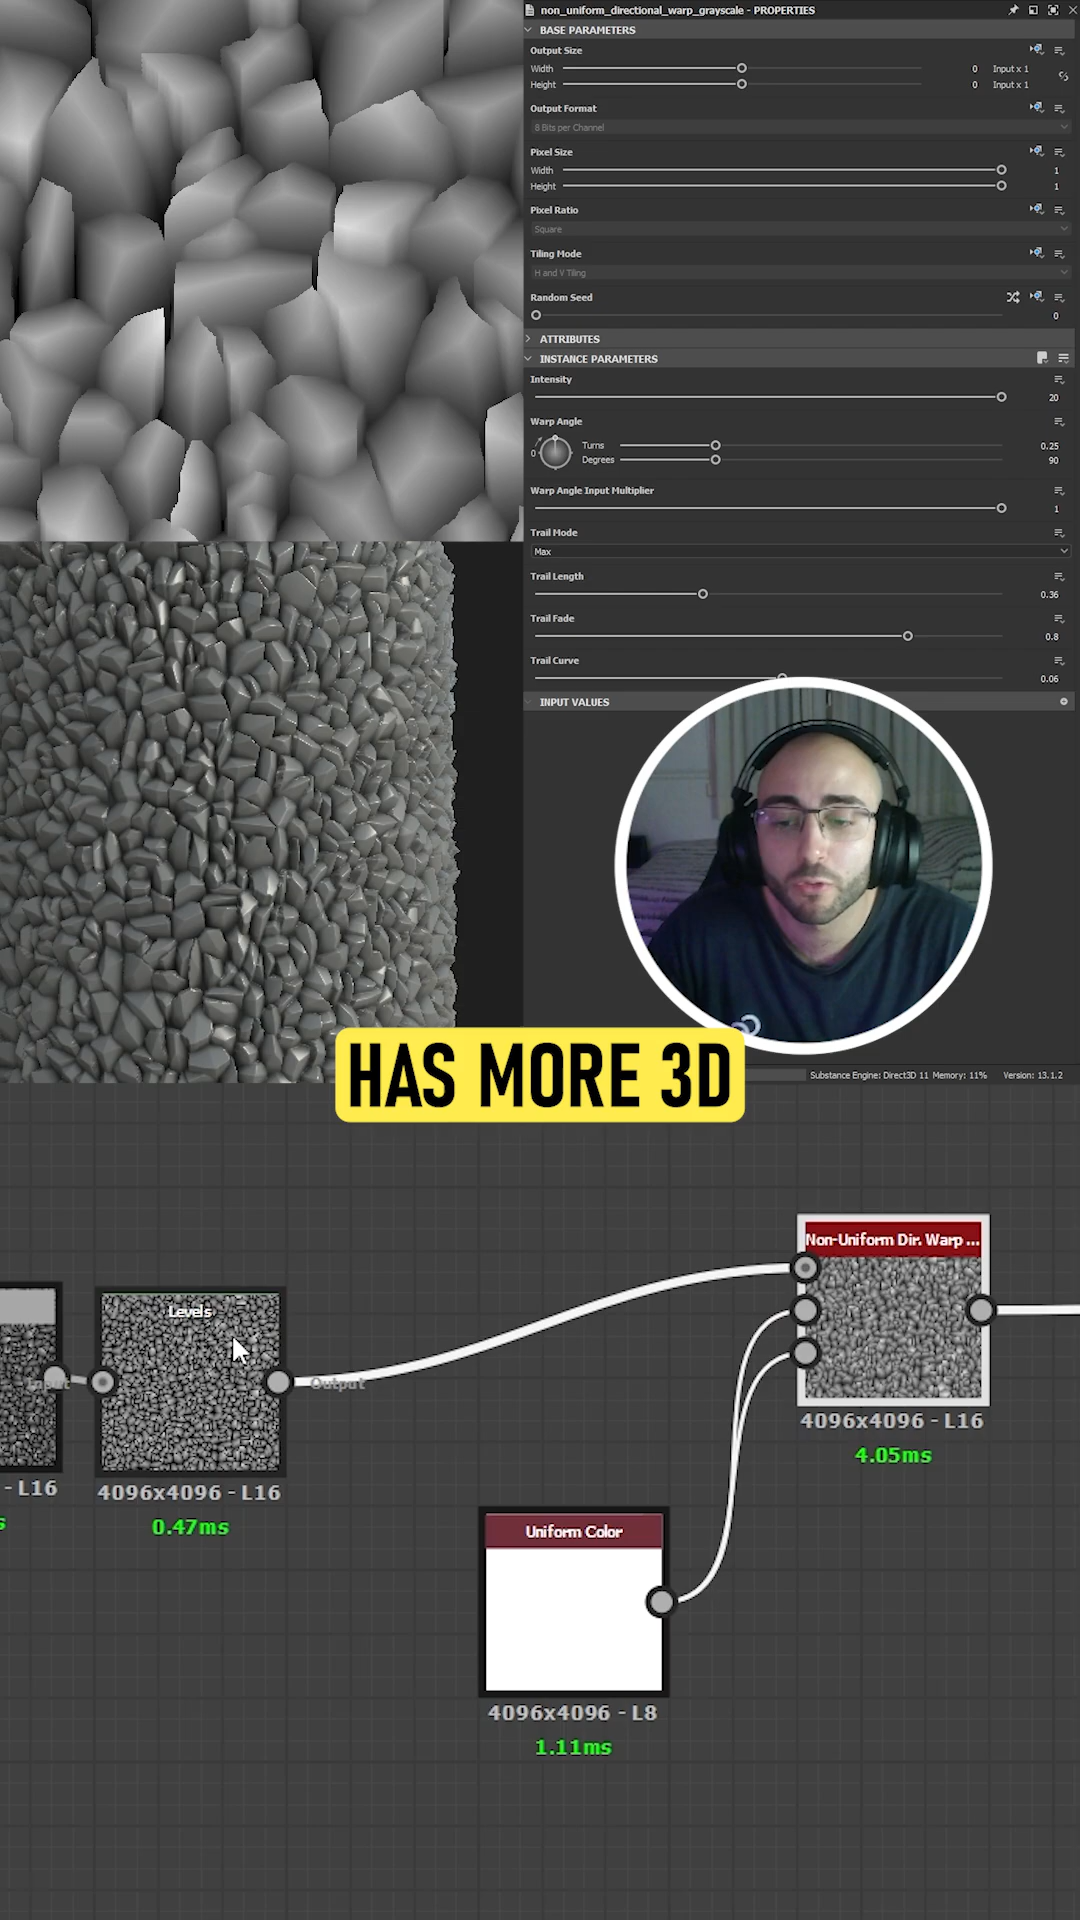 non_uniform_directional_warp_grayscale - PROPERTIES
BASE PARAMETERS
Output Size
Width 0 Input x 1
Height 0 Input x 1
Output Format
8 Bits per Channel
Pixel Size
Width 1
Height 1
Pixel Ratio
Square
Tiling Mode
H and V Tiling
Random Seed
0
ATTRIBUTES
INSTANCE PARAMETERS
Intensity
20
Warp Angle
0 Turns 0.25
Degrees 90
Warp Angle Input Multiplier
1
Trail Mode
Max
Trail Length
0.36
Trail Fade
0.8
Trail Curve
0.06
INPUT VALUES
HAS MORE 3D
Substance Engine: Direct3D 11 Memory: 11% Version: 13.1.2
Non-Uniform Dir. Warp ...
4096x4096 - L16
4.05ms
Levels
Input
Output
- L16
s
4096x4096 - L16
0.47ms
Uniform Color
4096x4096 - L8
1.11ms